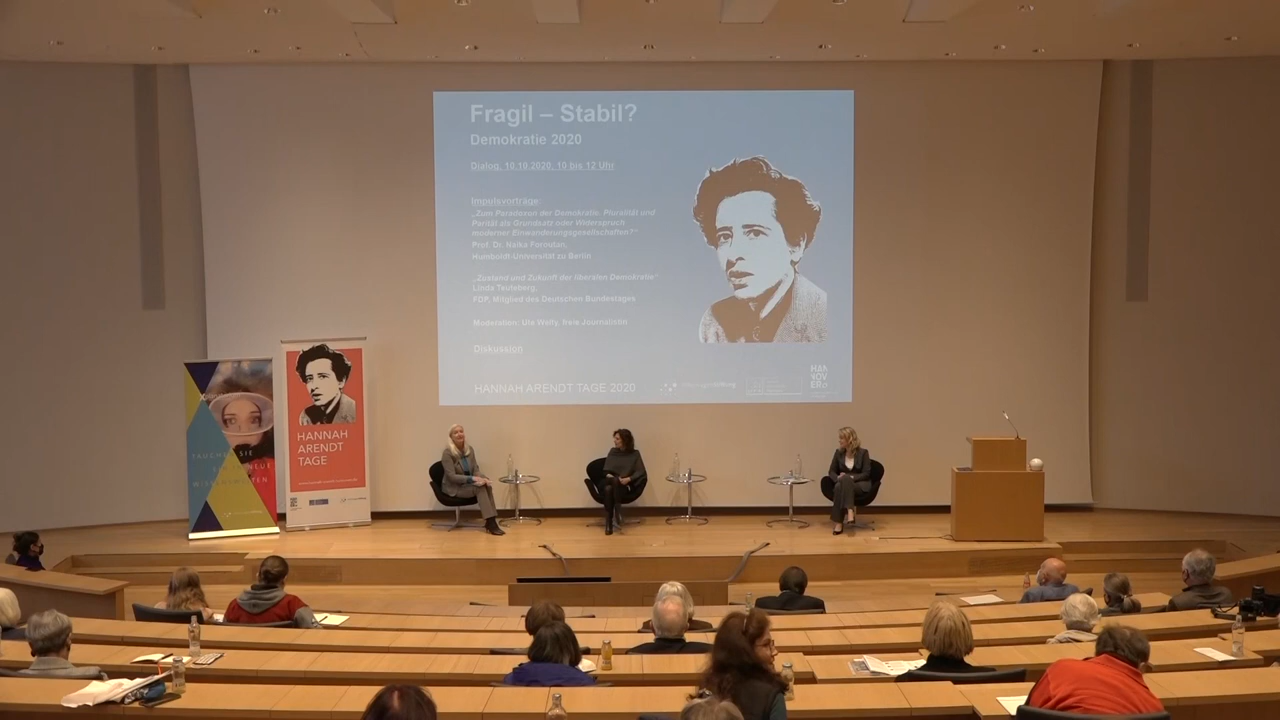 Fragil – Stabil?
Demokratie 2020
Dialog, 10.10.2020, 10 bis 12 Uhr
Impulsvorträge:
„Zum Paradoxon der Demokratie. Pluralität und
Parität als Grundsatz oder Widerspruch
moderner Einwanderungsgesellschaften?“
Prof. Dr. Naika Foroutan,
Humboldt-Universität zu Berlin
„Zustand und Zukunft der liberalen Demokratie“
Linda Teuteberg,
FDP, Mitglied des Deutschen Bundestages
Moderation: Ute Welty, freie Journalistin
Diskussion
HANNAH ARENDT TAGE 2020
HAN
NOV
ER
HANNAH
ARENDT
TAGE